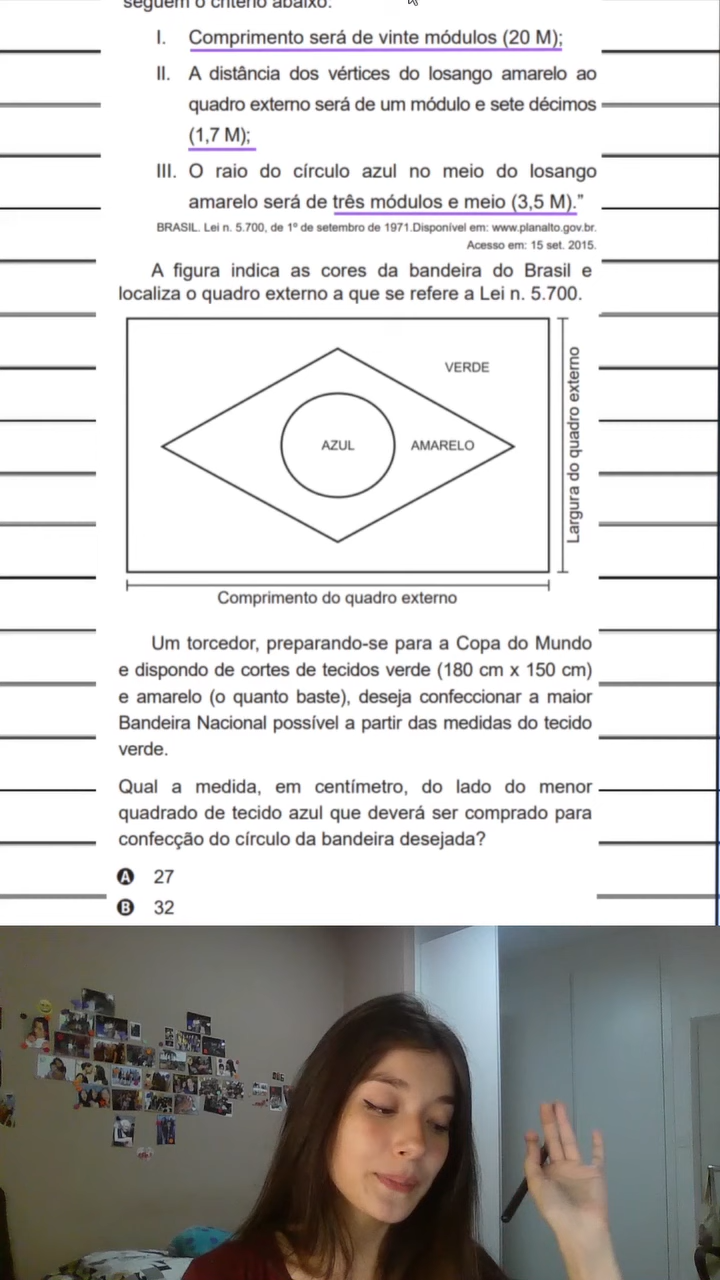 seguem o critério abaixo:
I. Comprimento será de vinte módulos (20 M);
II. A distância dos vértices do losango amarelo ao
quadro externo será de um módulo e sete décimos
(1,7 M);
III. O raio do círculo azul no meio do losango
amarelo será de três módulos e meio (3,5 M)."
BRASIL. Lei n. 5.700, de 1º de setembro de 1971.Disponível em: www.planalto.gov.br.
Acesso em: 15 set. 2015.
A figura indica as cores da bandeira do Brasil e
localiza o quadro externo a que se refere a Lei n. 5.700.
VERDE
AZUL
AMARELO
Largura do quadro externo
Comprimento do quadro externo
Um torcedor, preparando-se para a Copa do Mundo
e dispondo de cortes de tecidos verde (180 cm x 150 cm)
e amarelo (o quanto baste), deseja confeccionar a maior
Bandeira Nacional possível a partir das medidas do tecido
verde.
Qual a medida, em centímetro, do lado do menor
quadrado de tecido azul que deverá ser comprado para
confecção do círculo da bandeira desejada?
A 27
B 32